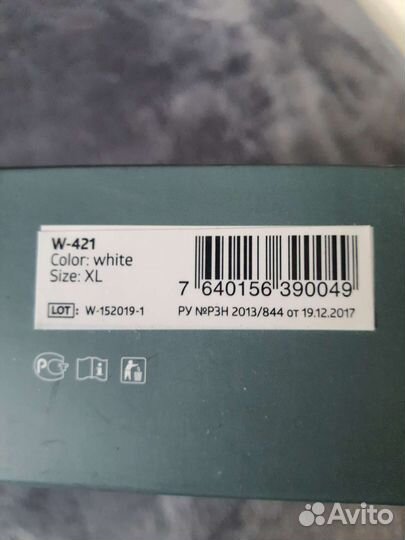 W-421
Color: white
Size: XL
7 640156 390049
LOT : W-152019-1
РУ №РЗН 2013/844 от 19.12.2017
РСТ
Avito